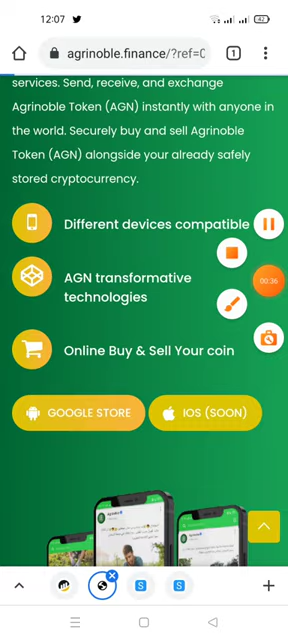 12:07
42
agrinoble.finance/?ref=
1
services. Send, receive, and exchange
Agrinoble Token (AGN) instantly with anyone in
the world. Securely buy and sell Agrinoble
Token (AGN) alongside your already safely
stored cryptocurrency.
Different devices compatible
00:36
AGN transformative
technologies
Online Buy & Sell Your coin
GOOGLE STORE
IOS (SOON)
S
S